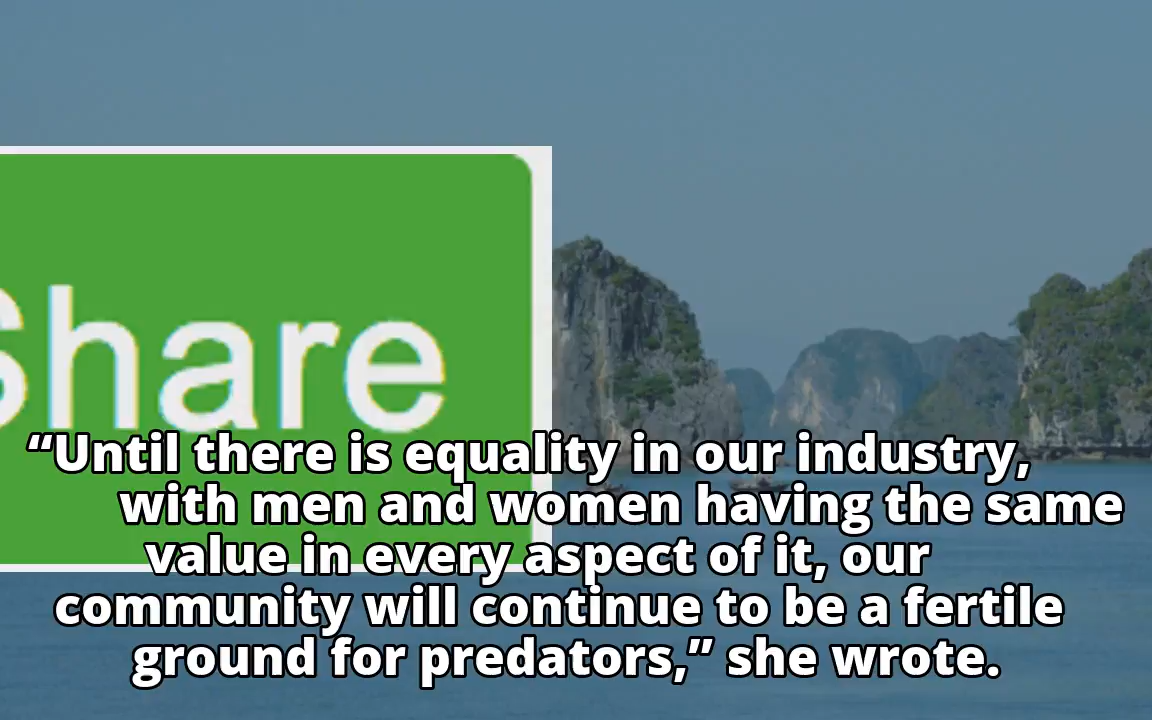 Share
“Until there is equality in our industry,
with men and women having the same
value in every aspect of it, our
community will continue to be a fertile
ground for predators,” she wrote.